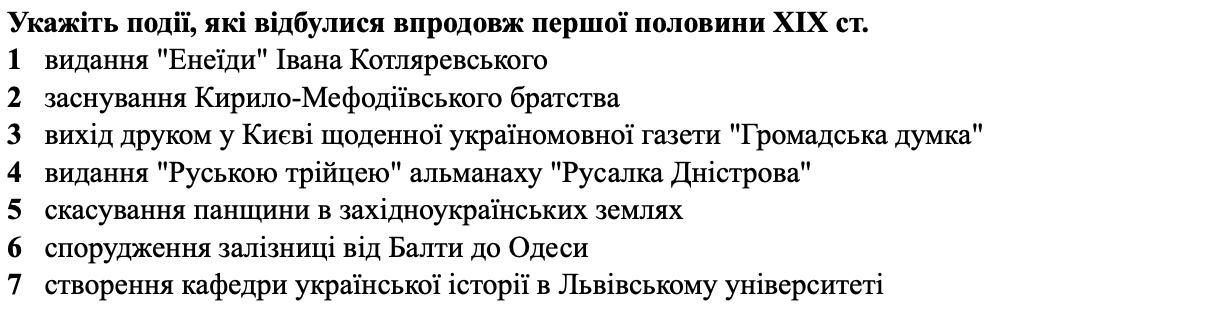 Укажіть події, які відбулися впродовж першої половини XIX ст.
1 видання "Енеїди" Івана Котляревського
2 заснування Кирило-Мефодіївського братства
3 вихід друком у Києві щоденної україномовної газети "Громадська думка"
4 видання "Руською трійцею" альманаху "Русалка Дністрова"
5 скасування панщини в західноукраїнських землях
6 спорудження залізниці від Балти до Одеси
7 створення кафедри української історії в Львівському університеті